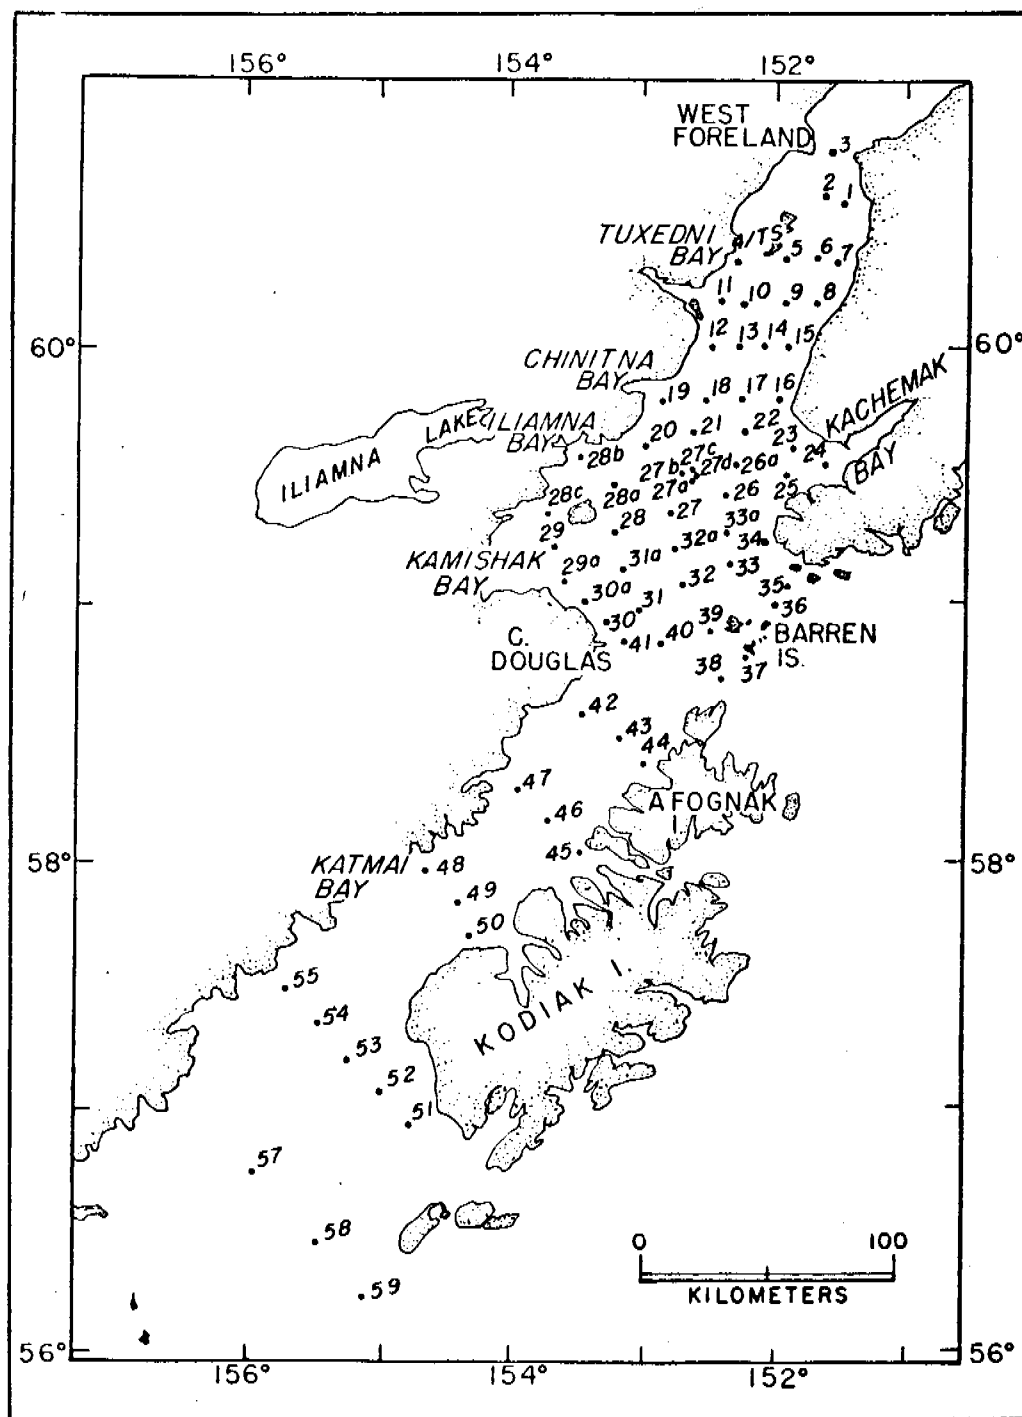 156° 154° 152°
WEST
FORELAND
3
2 1
TUXEDNI
BAY
4/TS 5 6 7
11 10 9 8
60° 12 13 14 15 60°
CHINITNA
BAY
19 18 17 16
KACHEMAK
BAY
LAKE
ILIAMNA
ILIAMNA
BAY
20 21 22 23 24
28b 27b 27c 27d 26a
28c 28a 27a 26 25
29 28 27 33a
KAMISHAK
BAY
29a 31a 32a 34
30a 31 32 33 35
30 39 36
41 40
BARREN
IS.
C.
DOUGLAS
38 37
42
43
44
47
46
AFOGNAK
I.
45
58° 58°
KATMAI
BAY
48
49
50
KODIAK I.
55
54
53
52
51
57
58
59
0 100
KILOMETERS
56° 56°
156° 154° 152°